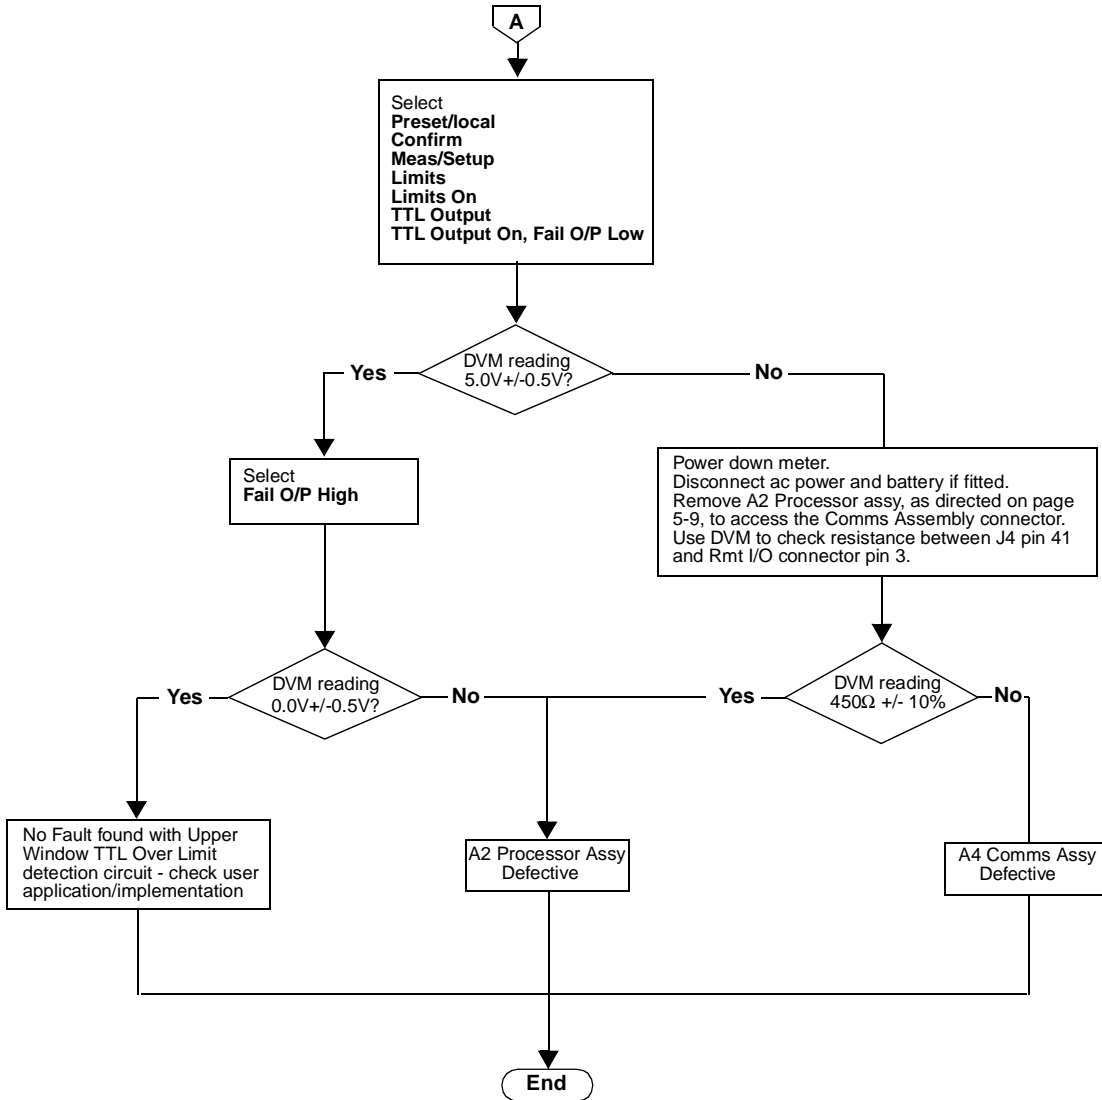 A
Select
Preset/local
Confirm
Meas/Setup
Limits
Limits On
TTL Output
TTL Output On, Fail O/P Low
DVM reading
5.0V+/-0.5V?
Yes
No
Select
Fail O/P High
Power down meter.
Disconnect ac power and battery if fitted.
Remove A2 Processor assy, as directed on page
5-9, to access the Comms Assembly connector.
Use DVM to check resistance between J4 pin 41
and Rmt I/O connector pin 3.
Yes
DVM reading
0.0V+/-0.5V?
No
Yes
DVM reading
450Ω +/- 10%
No
No Fault found with Upper
Window TTL Over Limit
detection circuit - check user
application/implementation
A2 Processor Assy
Defective
A4 Comms Assy
Defective
End